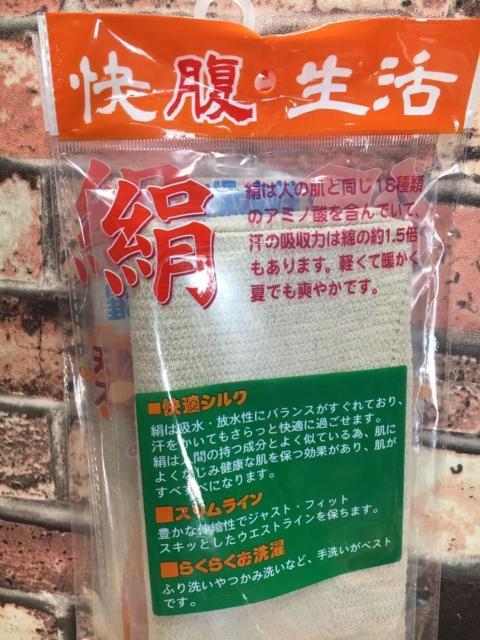 快腹・生活
絹
絹は人の肌と同じ18種類
のアミノ酸を含んでいて、
汗の吸収力は綿の約1.5倍
もあります。軽くて暖かく
夏でも爽やかです。
■快適シルク
絹は吸水・放水性にバランスがすぐれており、
汗をかいてもさらっと快適に過ごせます。
絹は人間の持つ成分とよく似ている為、肌に
よくなじみ健康な肌を保つ効果があり、肌が
すべすべになります。
■スリムライン
豊かな伸縮性でジャスト・フィット
スキッとしたウエストラインを保ちます。
■らくらくお洗濯
ふり洗いやつかみ洗いなど、手洗いがベスト
です。